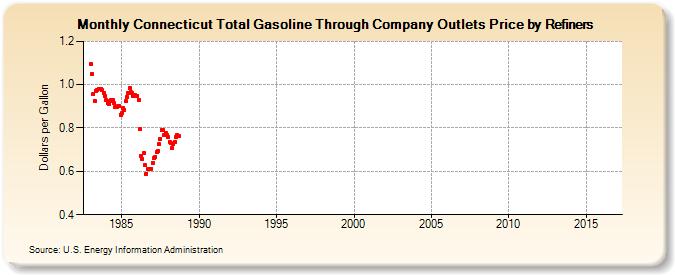 Monthly Connecticut Total Gasoline Through Company Outlets Price by Refiners
Dollars per Gallon
1.2
1.0
0.8
0.6
0.4
1985 1990 1995 2000 2005 2010 2015
Source: U.S. Energy Information Administration